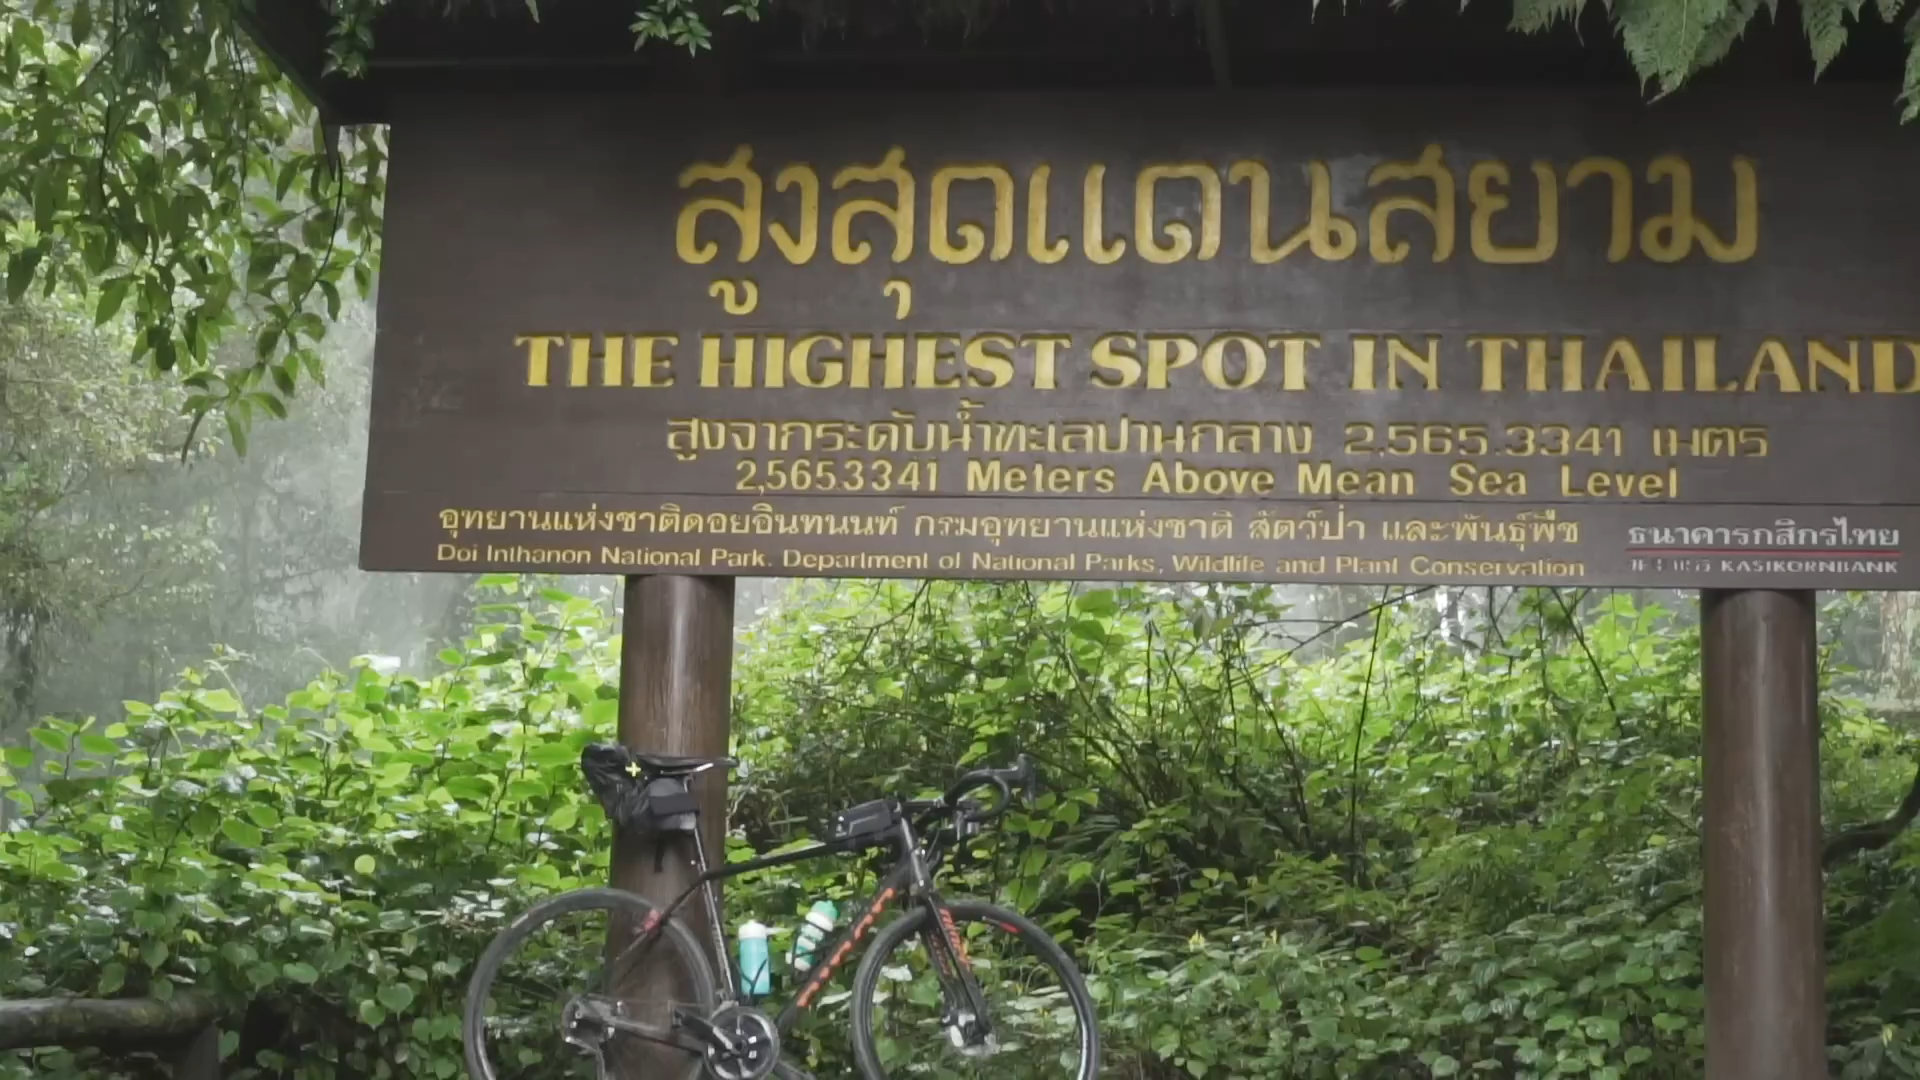 สูงสุดแดนสยาม
THE HIGHEST SPOT IN THAILAND
สูงจากระดับน้ำทะเลปานกลาง 2,565.3341 เมตร
2,565.3341 Meters Above Mean Sea Level
อุทยานแห่งชาติดอยอินทนนท์ กรมอุทยานแห่งชาติ สัตว์ป่า และพันธุ์พืช
Doi Inthanon National Park. Department of National Parks, Wildlife and Plant Conservation
ธนาคารกสิกรไทย
KASIKORNBANK